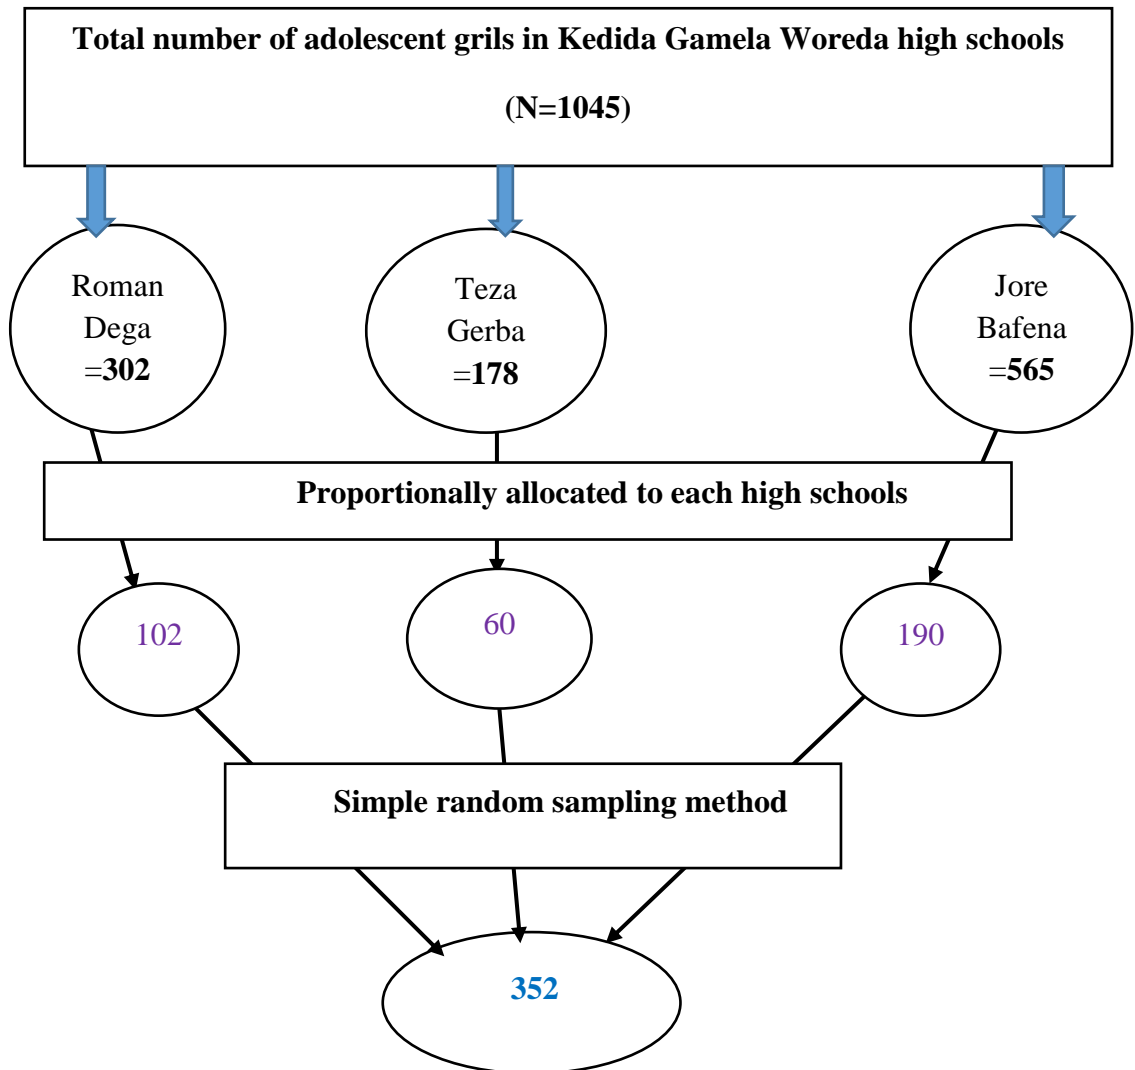 Total number of adolescent grils in Kedida Gamela Woreda high schools
(N=1045)
Roman
Dega
=302
Teza
Gerba
=178
Jore
Bafena
=565
Proportionally allocated to each high schools
102
60
190
Simple random sampling method
352